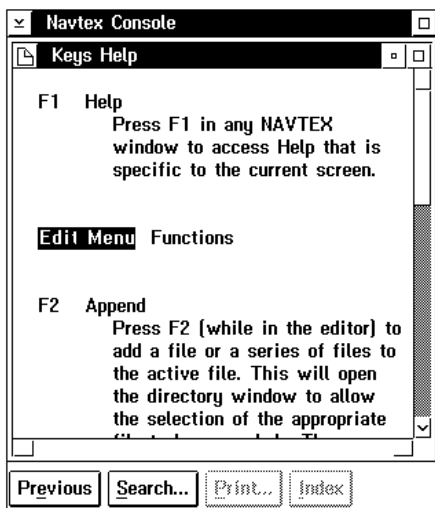 Navtex Console
Keys Help
F1 Help
Press F1 in any NAVTEX
window to access Help that is
specific to the current screen.
Edit Menu Functions
F2 Append
Press F2 (while in the editor) to
add a file or a series of files to
the active file. This will open
the directory window to allow
the selection of the appropriate
Previous Search... Print... Index